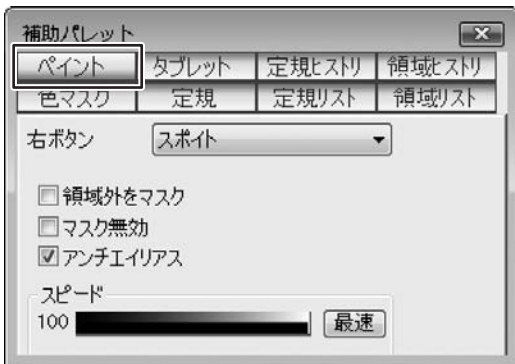 補助パレット
ペイント タブレット 定規ヒストリ 領域ヒストリ
色マスク 定規 定規リスト 領域リスト
右ボタン スポイト
領域外をマスク
マスク無効
アンチエイリアス
スピード
100 最速